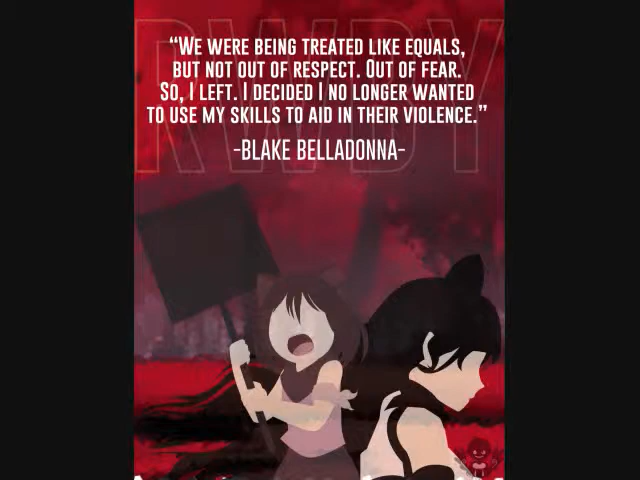 RWBY
“WE WERE BEING TREATED LIKE EQUALS,
BUT NOT OUT OF RESPECT. OUT OF FEAR.
SO, I LEFT. I DECIDED I NO LONGER WANTED
TO USE MY SKILLS TO AID IN THEIR VIOLENCE.”
-BLAKE BELLADONNA-